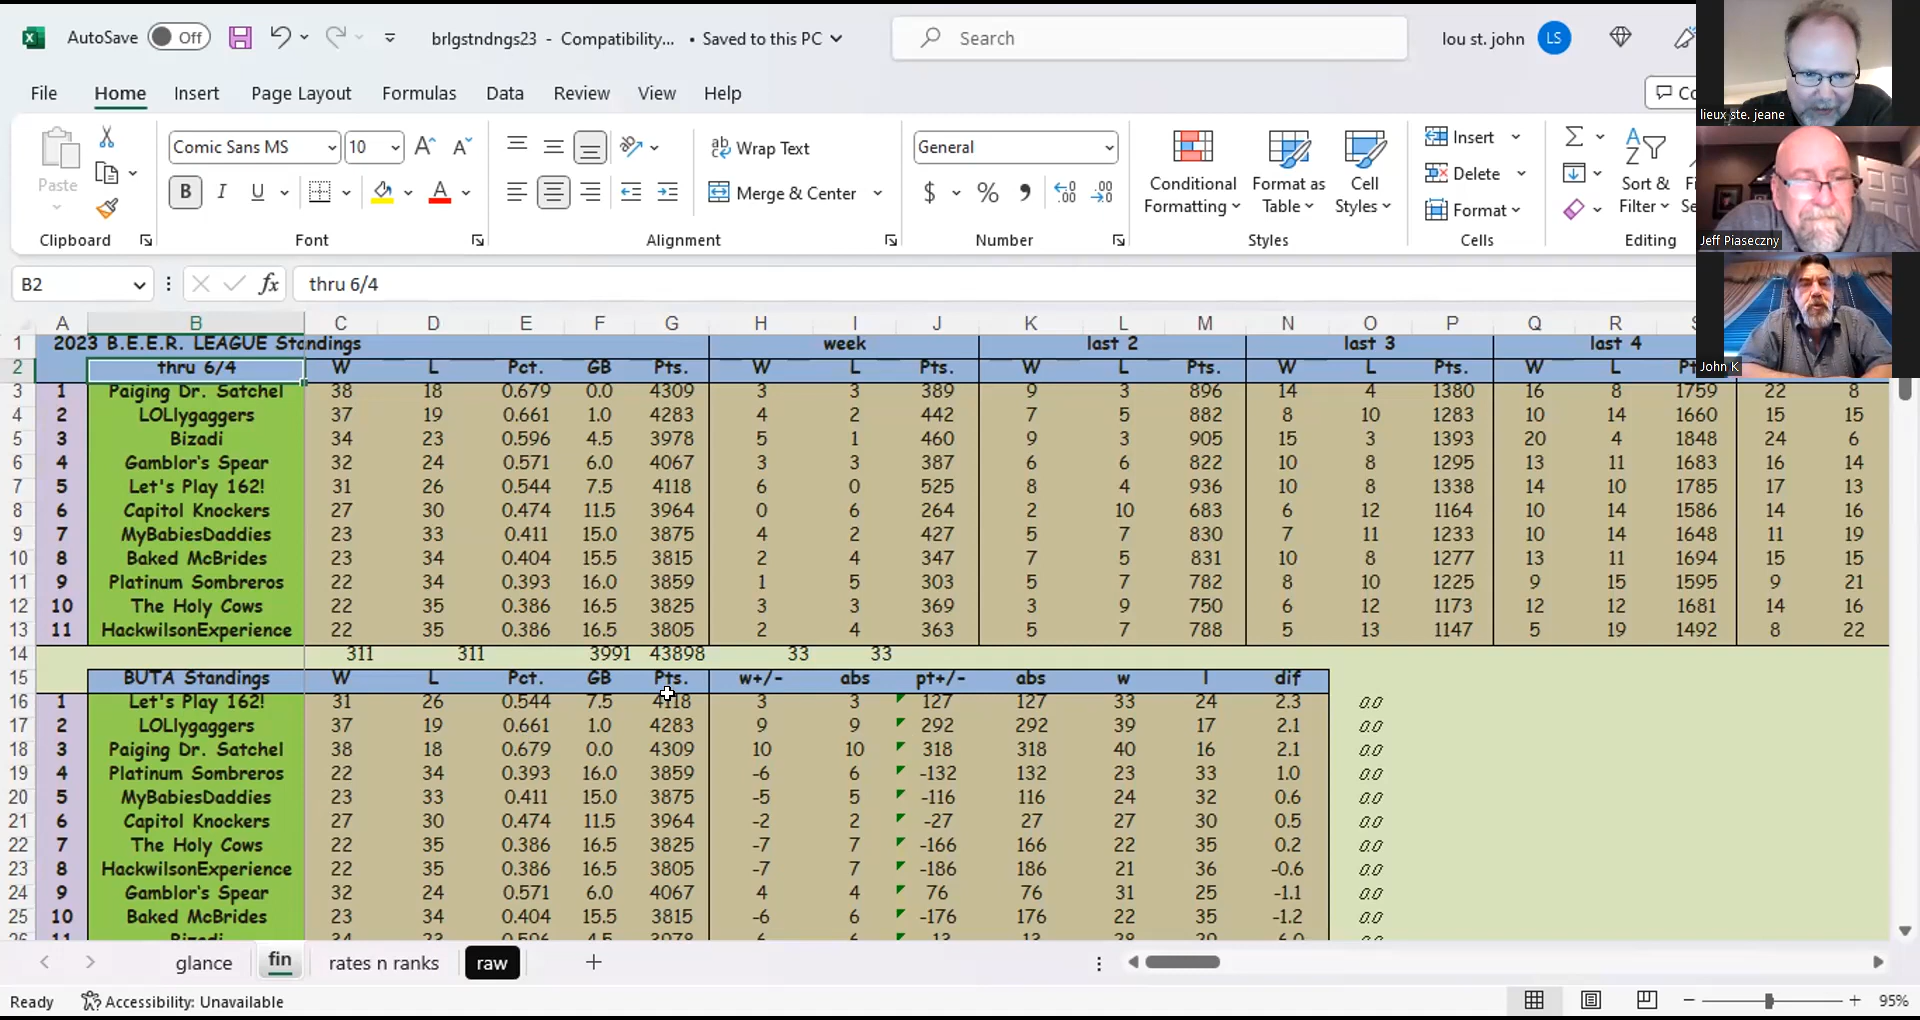 AutoSave Off brlgstndngs23 - Compatibility... • Saved to this PC Search lou st. john LS
File Home Insert Page Layout Formulas Data Review View Help
Paste Comic Sans MS 10 A A Wrap Text General Conditional Formatting Format as Table Cell Styles Insert Delete Format Sort & Filter
B I U A Merge & Center $ %
Clipboard Font Alignment Number Styles Cells Editing
B2 fx thru 6/4
A B C D E F G H I J K L M N O P Q R
1 2023 B.E.E.R. LEAGUE Standings week last 2 last 3 last 4
2 thru 6/4 W L Pct. GB Pts. W L Pts. W L Pts. W L Pts. W L
3 1 Paiging Dr. Satchel 38 18 0.679 0.0 4309 3 3 389 9 3 896 14 4 1380 16 8 1759 22 8
4 2 LOLlygaggers 37 19 0.661 1.0 4283 4 2 442 7 5 882 8 10 1283 10 14 1660 15 15
5 3 Bizadi 34 23 0.596 4.5 3978 5 1 460 9 3 905 15 3 1393 20 4 1848 24 6
6 4 Gamblor's Spear 32 24 0.571 6.0 4067 3 3 387 6 6 822 10 8 1295 13 11 1683 16 14
7 5 Let's Play 162! 31 26 0.544 7.5 4118 6 0 525 8 4 936 10 8 1338 14 10 1785 17 13
8 6 Capitol Knockers 27 30 0.474 11.5 3964 0 6 264 2 10 683 6 12 1164 10 14 1586 14 16
9 7 MyBabiesDaddies 23 33 0.411 15.0 3875 4 2 427 5 7 830 7 11 1233 10 14 1648 11 19
10 8 Baked McBrides 23 34 0.404 15.5 3815 2 4 347 7 5 831 10 8 1277 13 11 1694 15 15
11 9 Platinum Sombreros 22 34 0.393 16.0 3859 1 5 303 5 7 782 8 10 1225 9 15 1595 9 21
12 10 The Holy Cows 22 35 0.386 16.5 3825 3 3 369 3 9 750 6 12 1173 12 12 1681 14 16
13 11 HackwilsonExperience 22 35 0.386 16.5 3805 2 4 363 5 7 788 5 13 1147 5 19 1492 8 22
14 311 311 3991 43898 33 33
15 BUTA Standings W L Pct. GB Pts. w+/- abs pt+/- abs w l dif
16 1 Let's Play 162! 31 26 0.544 7.5 4118 3 3 127 127 33 24 2.3 0.0
17 2 LOLlygaggers 37 19 0.661 1.0 4283 9 9 292 292 39 17 2.1 0.0
18 3 Paiging Dr. Satchel 38 18 0.679 0.0 4309 10 10 318 318 40 16 2.1 0.0
19 4 Platinum Sombreros 22 34 0.393 16.0 3859 -6 6 -132 132 23 33 1.0 0.0
20 5 MyBabiesDaddies 23 33 0.411 15.0 3875 -5 5 -116 116 24 32 0.6 0.0
21 6 Capitol Knockers 27 30 0.474 11.5 3964 -2 2 -27 27 27 30 0.5 0.0
22 7 The Holy Cows 22 35 0.386 16.5 3825 -7 7 -166 166 22 35 0.2 0.0
23 8 HackwilsonExperience 22 35 0.386 16.5 3805 -7 7 -186 186 21 36 -0.6 0.0
24 9 Gamblor's Spear 32 24 0.571 6.0 4067 4 4 76 76 31 25 -1.1 0.0
25 10 Baked McBrides 23 34 0.404 15.5 3815 -6 6 -176 176 22 35 -1.2 0.0
glance fin rates n ranks raw
Ready Accessibility: Unavailable 95%
lieux ste. jeane
Jeff Piaseczny
John K